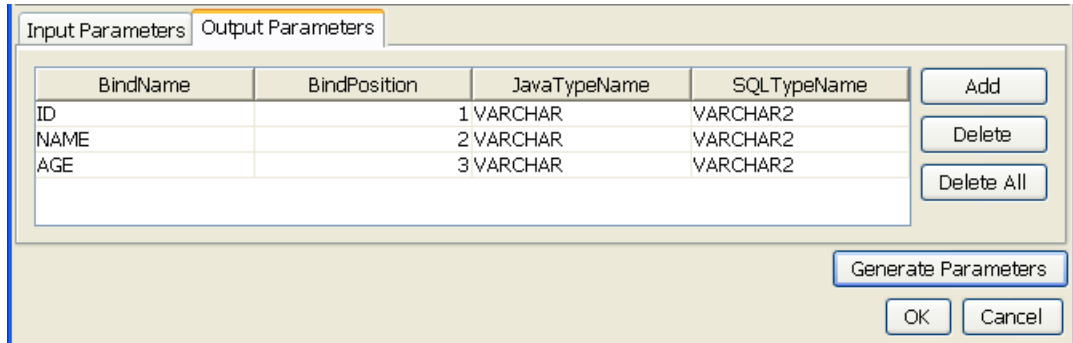 Input Parameters Output Parameters
BindName BindPosition JavaTypeName SQLTypeName
ID 1 VARCHAR VARCHAR2
NAME 2 VARCHAR VARCHAR2
AGE 3 VARCHAR VARCHAR2
Add
Delete
Delete All
Generate Parameters
OK Cancel